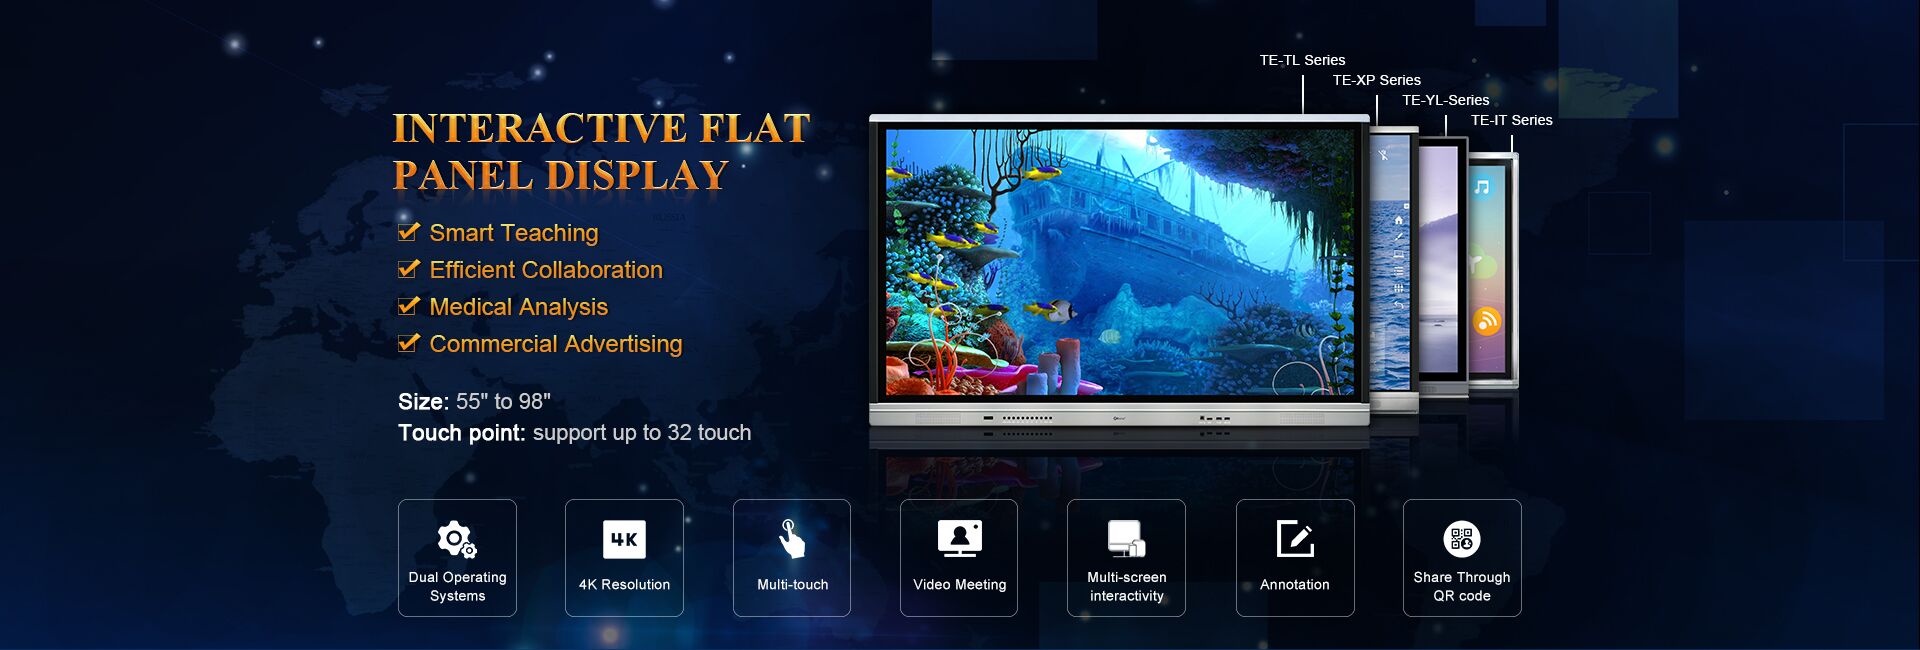 INTERACTIVE FLAT
PANEL DISPLAY
Smart Teaching
Efficient Collaboration
Medical Analysis
Commercial Advertising
Size: 55" to 98"
Touch point: support up to 32 touch
TE-TL Series
TE-XP Series
TE-YL-Series
TE-IT Series
4K
Dual Operating
Systems
4K Resolution
Multi-touch
Video Meeting
Multi-screen
interactivity
Annotation
Share Through
QR code
RUSSIA